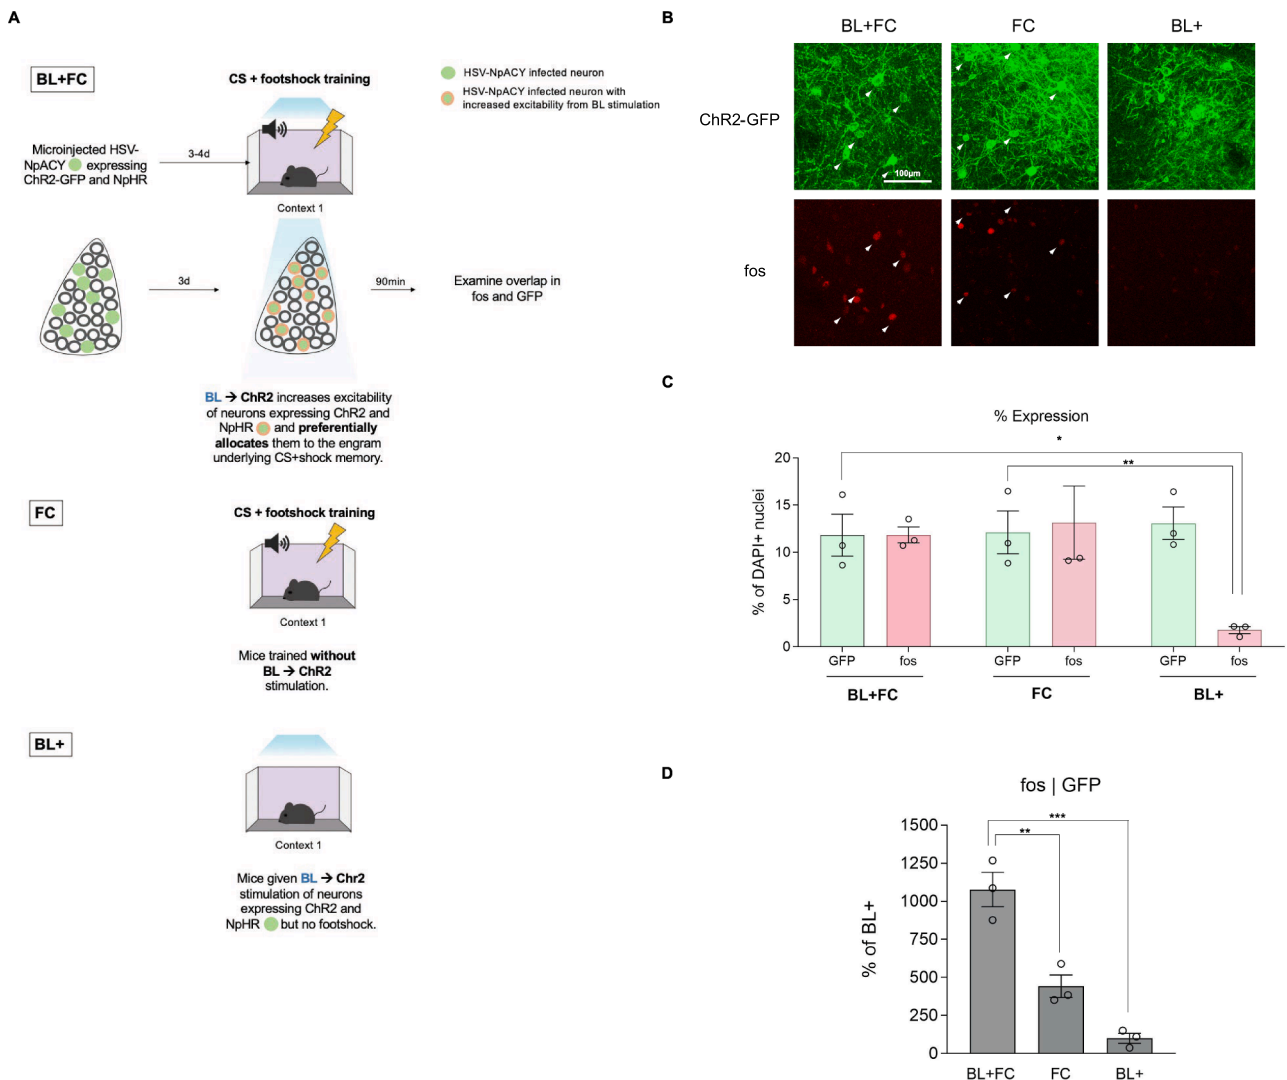 A
BL+FC
CS + footshock training
HSV-NpACY infected neuron
HSV-NpACY infected neuron with
increased excitability from BL stimulation
Microinjected HSV-
NpACY expressing
ChR2-GFP and NpHR
3-4d
Context 1
3d
90min
Examine overlap in
fos and GFP
BL → ChR2 increases excitability
of neurons expressing ChR2 and
NpHR and preferentially
allocates them to the engram
underlying CS+shock memory.
FC
CS + footshock training
Context 1
Mice trained without
BL → ChR2
stimulation.
BL+
Context 1
Mice given BL → Chr2
stimulation of neurons
expressing ChR2 and
NpHR but no footshock.
B
BL+FC FC BL+
ChR2-GFP
100µm
fos
C
% Expression
*
**
% of DAPI+ nuclei
20
15
10
5
0
GFP fos GFP fos GFP fos
BL+FC FC BL+
D
fos | GFP
***
**
% of BL+
1500
1250
1000
750
500
250
0
BL+FC FC BL+